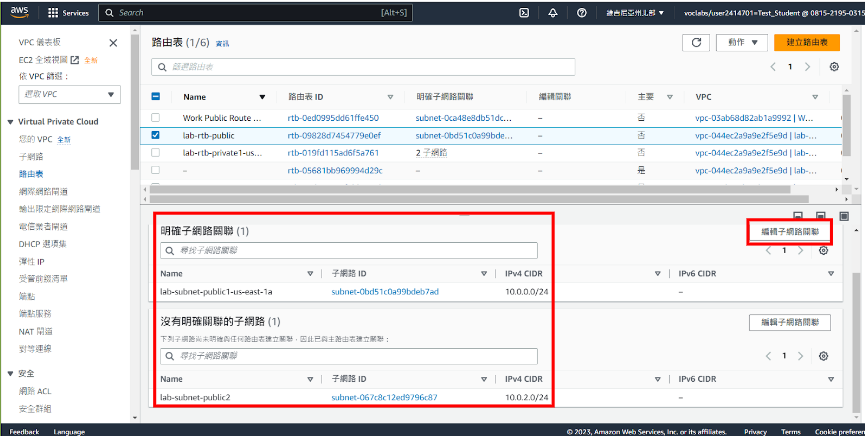 aws
Services
Search
[Alt+S]
維吉尼亞州北部
voclabs/user2414701=Test_Student @ 0815-2195-0315
VPC 儀表板
EC2 全域視圖 全新
依 VPC 篩選：
選取 VPC
Virtual Private Cloud
您的 VPC 全新
子網路
路由表
網際網路閘道
輸出限定網際網路閘道
電信業者閘道
DHCP 選項集
彈性 IP
受管前綴清單
端點
端點服務
NAT 閘道
對等連線
安全
網路 ACL
安全群組
路由表 (1/6) 資訊
動作
建立路由表
篩選路由表
1
Name 路由表 ID 明確子網路關聯 編輯關聯 主要 VPC
Work Public Route ... rtb-0ed0995dd61ffe450 subnet-0ca48e8db51dc... – 否 vpc-03ab68d82ab1a9992 | W...
lab-rtb-public rtb-09828d7454779e0ef subnet-0bd51c0a99bde... – 否 vpc-044ec2a9a9e2f5e9d | lab-...
lab-rtb-private1-us... rtb-019fd115ad6f5a761 2 子網路 – 否 vpc-044ec2a9a9e2f5e9d | lab-...
– rtb-05681bb969994d29c – – 是 vpc-044ec2a9a9e2f5e9d | lab-...
明確子網路關聯 (1)
編輯子網路關聯
尋找子網路關聯
1
Name 子網路 ID IPv4 CIDR IPv6 CIDR
lab-subnet-public1-us-east-1a subnet-0bd51c0a99bdeb7ad 10.0.0.0/24 –
沒有明確關聯的子網路 (1)
編輯子網路關聯
下列子網路尚未明確與任何路由表建立關聯，因此已與主路由表建立關聯：
尋找子網路關聯
1
Name 子網路 ID IPv4 CIDR IPv6 CIDR
lab-subnet-public2 subnet-067c8c12ed9796c87 10.0.2.0/24 –
Feedback Language
© 2023, Amazon Web Services, Inc. or its affiliates. Privacy Terms Cookie preferen